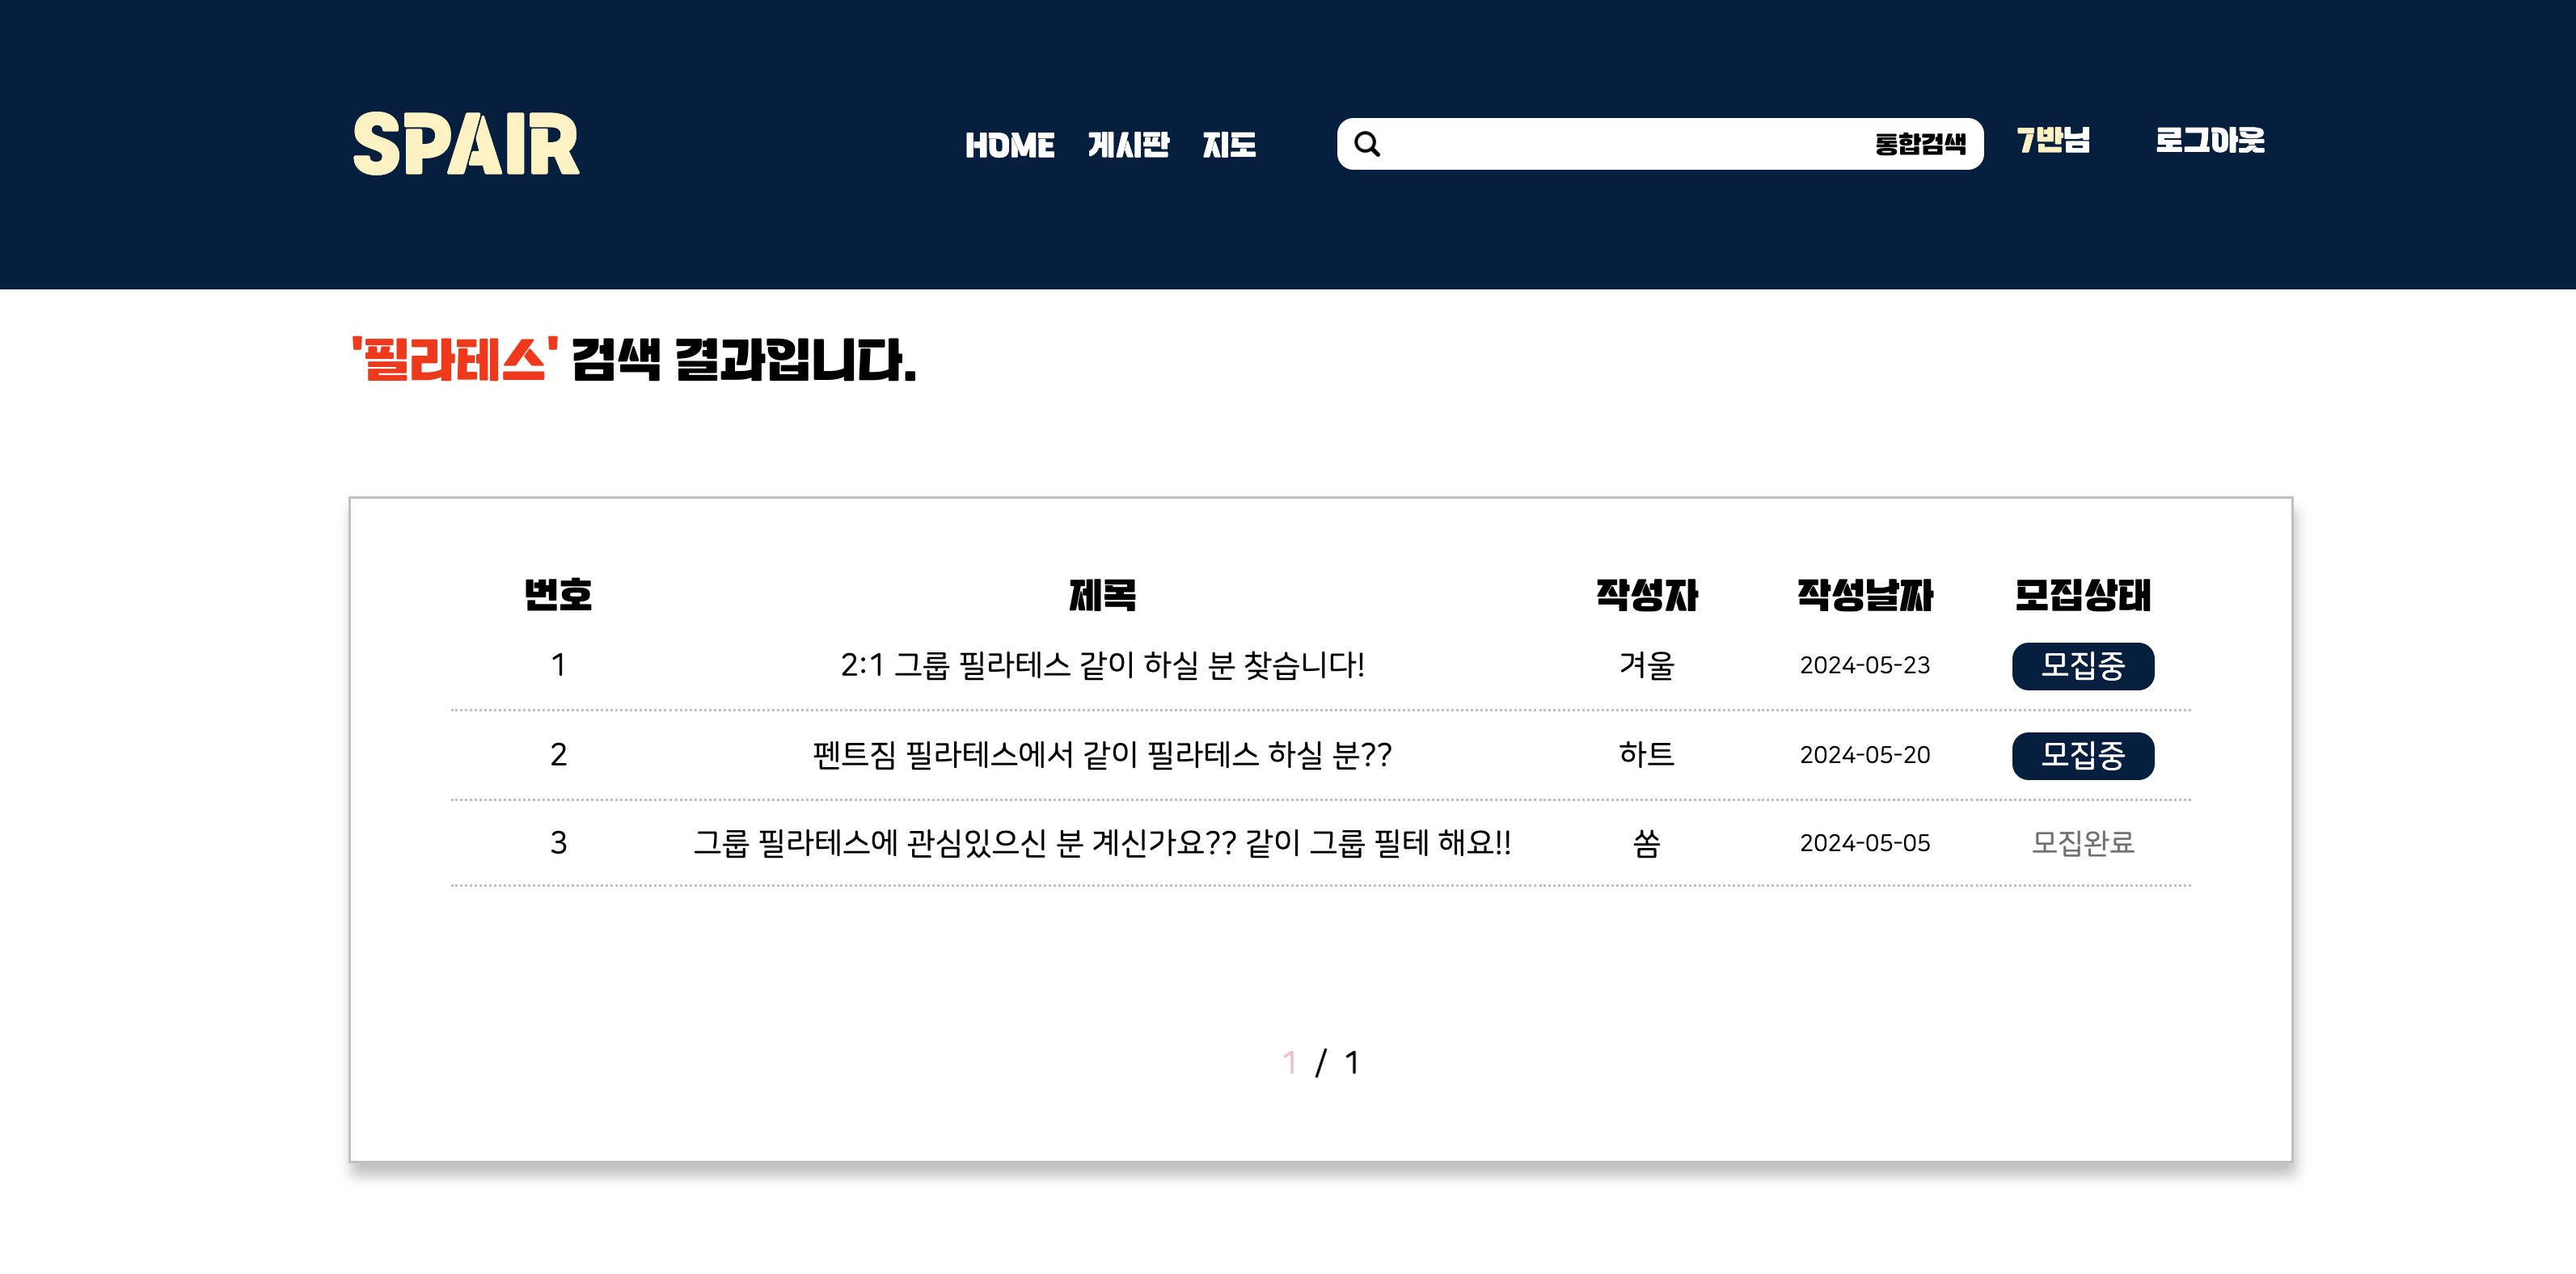 SPAIR
HOME 게시판 지도 통합검색 7반님 로그아웃
'필라테스' 검색 결과입니다.
번호 제목 작성자 작성날짜 모집상태
1 2:1 그룹 필라테스 같이 하실 분 찾습니다! 겨울 2024-05-23 모집중
2 펜트짐 필라테스에서 같이 필라테스 하실 분?? 하트 2024-05-20 모집중
3 그룹 필라테스에 관심있으신 분 계신가요?? 같이 그룹 필테 해요!! 쏨 2024-05-05 모집완료
1 / 1